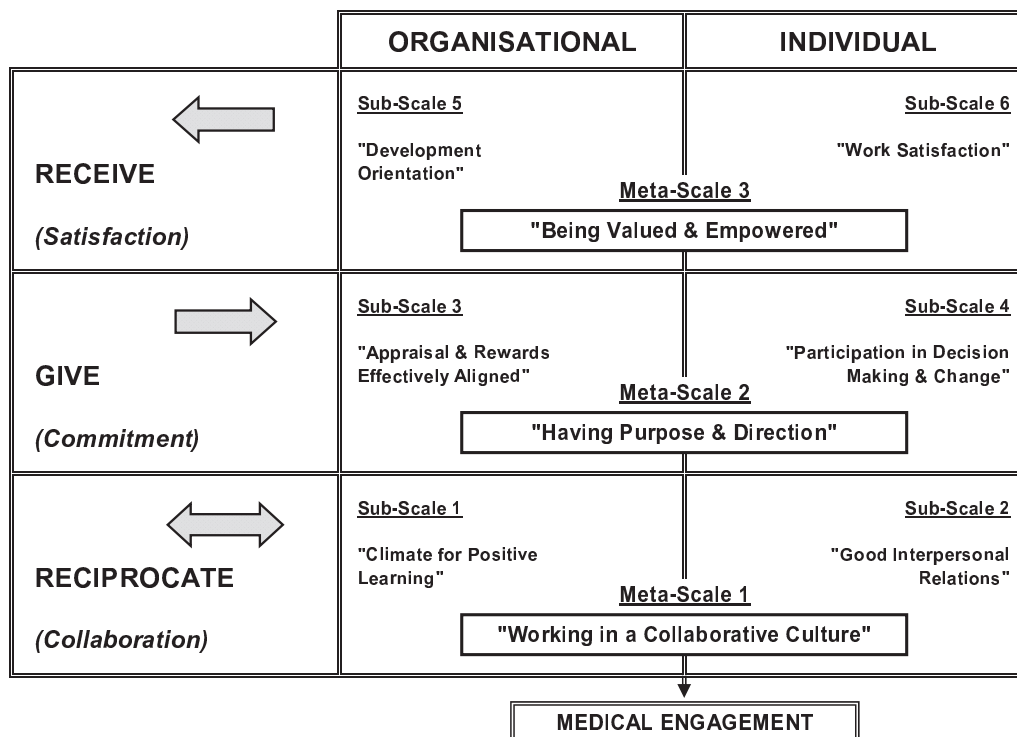 ORGANISATIONAL
INDIVIDUAL
RECEIVE
(Satisfaction)
Sub-Scale 5
"Development
Orientation"
Sub-Scale 6
"Work Satisfaction"
Meta-Scale 3
"Being Valued & Empowered"
GIVE
(Commitment)
Sub-Scale 3
"Appraisal & Rewards
Effectively Aligned"
Sub-Scale 4
"Participation in Decision
Making & Change"
Meta-Scale 2
"Having Purpose & Direction"
RECIPROCATE
(Collaboration)
Sub-Scale 1
"Climate for Positive
Learning"
Sub-Scale 2
"Good Interpersonal
Relations"
Meta-Scale 1
"Working in a Collaborative Culture"
MEDICAL ENGAGEMENT